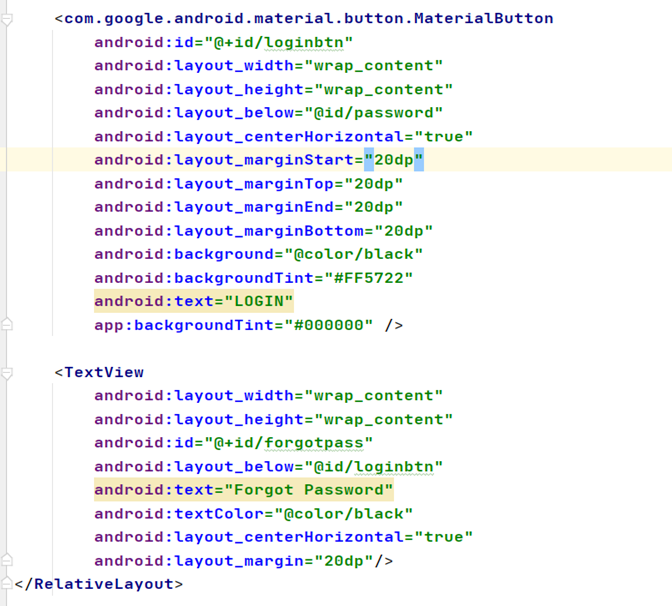 <com.google.android.material.button.MaterialButton
android:id="@+id/loginbtn"
android:layout_width="wrap_content"
android:layout_height="wrap_content"
android:layout_below="@id/password"
android:layout_centerHorizontal="true"
android:layout_marginStart="20dp"
android:layout_marginTop="20dp"
android:layout_marginEnd="20dp"
android:layout_marginBottom="20dp"
android:background="@color/black"
android:backgroundTint="#FF5722"
android:text="LOGIN"
app:backgroundTint="#000000" />
<TextView
android:layout_width="wrap_content"
android:layout_height="wrap_content"
android:id="@+id/forgotpass"
android:layout_below="@id/loginbtn"
android:text="Forgot Password"
android:textColor="@color/black"
android:layout_centerHorizontal="true"
android:layout_margin="20dp"/>
</RelativeLayout>